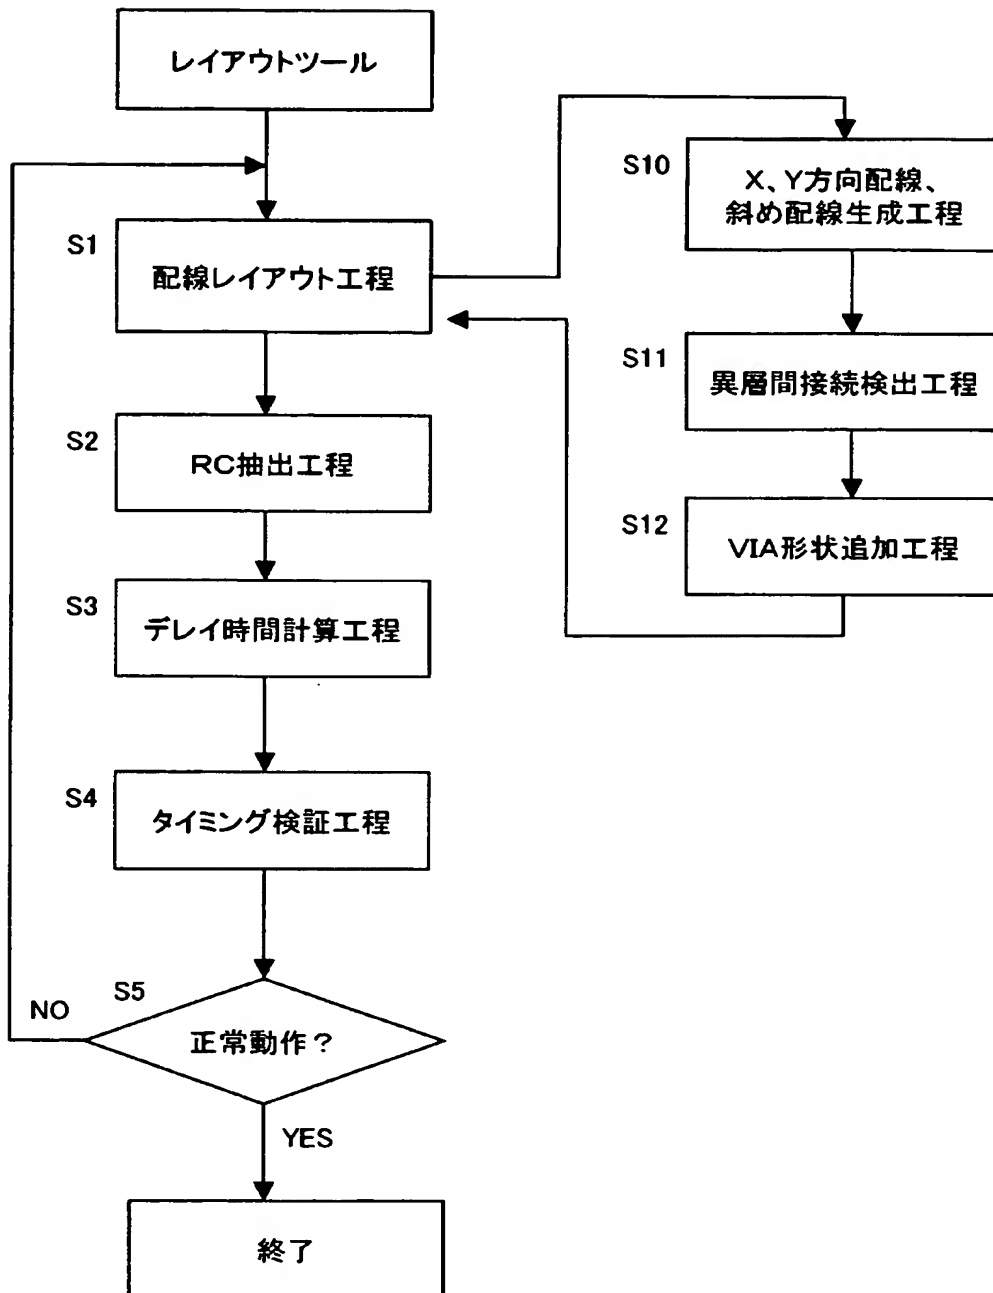 レイアウトツール
S1
配線レイアウト工程
S2
RC抽出工程
S3
デレイ時間計算工程
S4
タイミング検証工程
S5
正常動作？
NO
YES
終了
S10
X、Y方向配線、
斜め配線生成工程
S11
異層間接続検出工程
S12
VIA形状追加工程